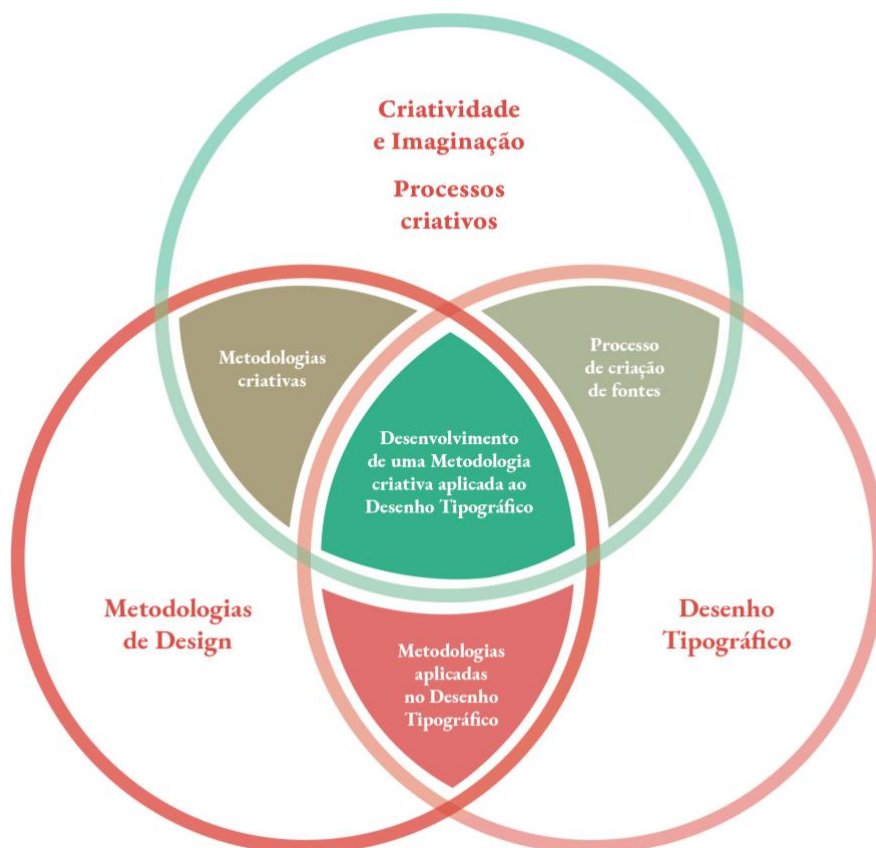 Criatividade
e Imaginação
Processos
criativos
Metodologias
criativas
Processo
de criação
de fontes
Desenvolvimento
de uma Metodologia
criativa aplicada ao
Desenho Tipográfico
Metodologias
de Design
Desenho
Tipográfico
Metodologias
aplicadas
no Desenho
Tipográfico